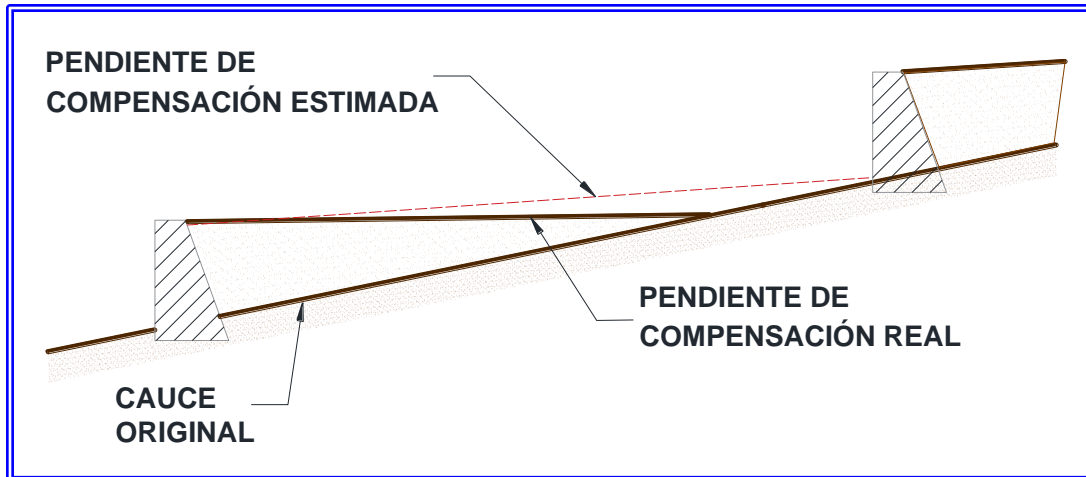 PENDIENTE DE
COMPENSACIÓN ESTIMADA
PENDIENTE DE
COMPENSACIÓN REAL
CAUCE
ORIGINAL